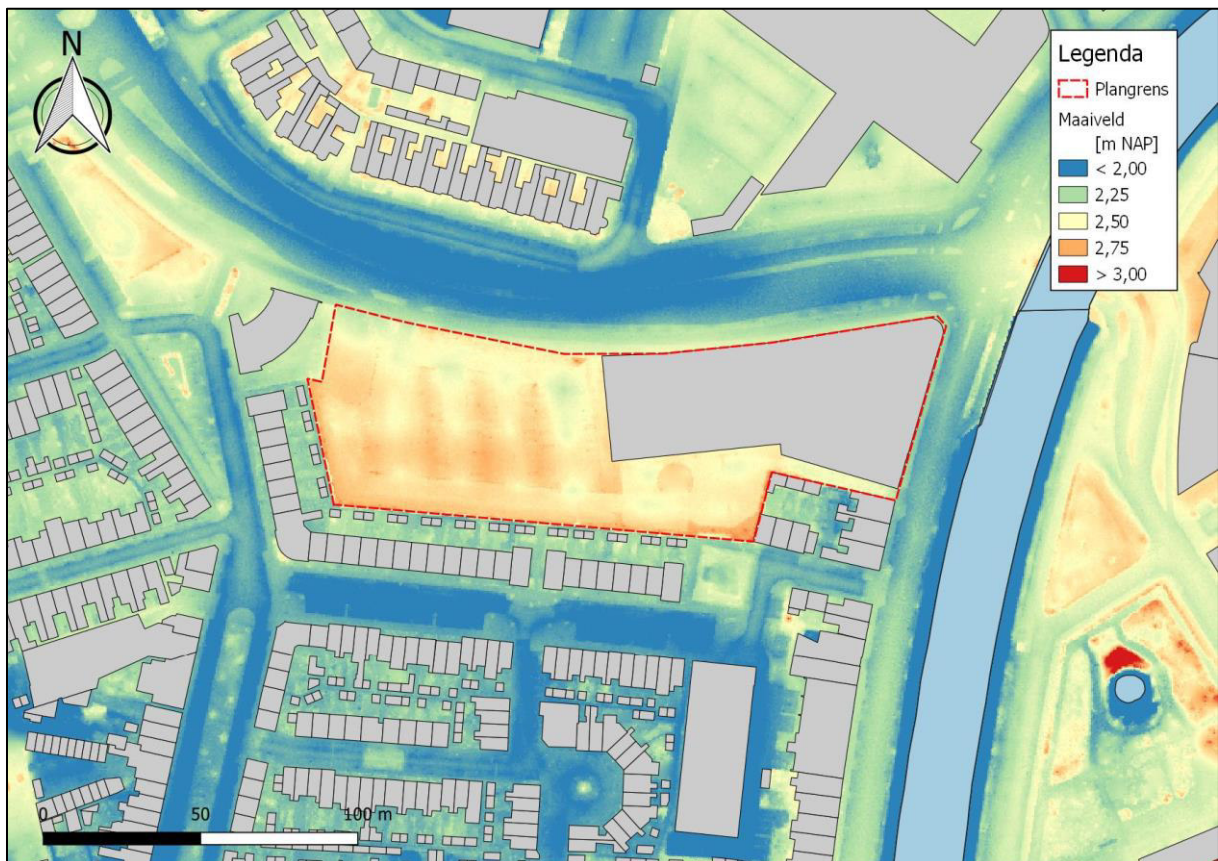 N
Legenda
Plangrens
Maaiveld
[m NAP]
< 2,00
2,25
2,50
2,75
> 3,00
0 50 100 m